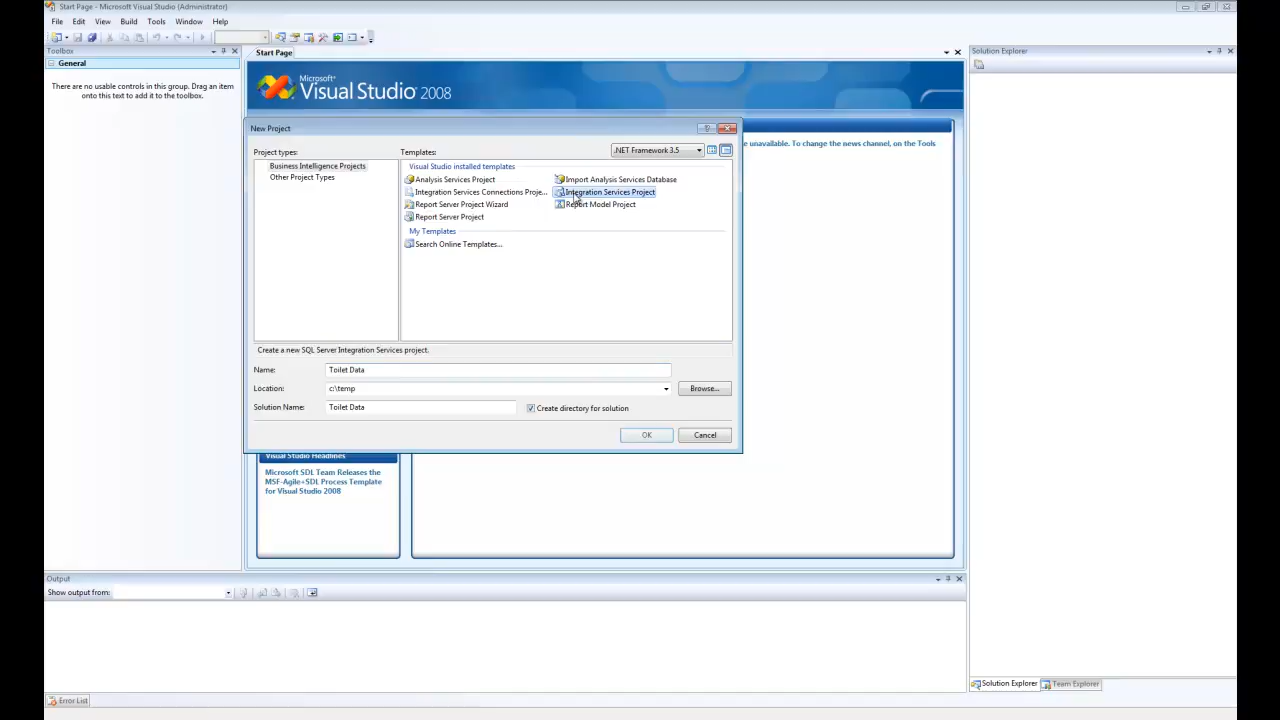 Start Page - Microsoft Visual Studio (Administrator)
File Edit View Build Tools Window Help
Toolbox
General
There are no usable controls in this group. Drag an item
onto this text to add it to the toolbox.
Start Page
Microsoft®
Visual Studio® 2008
e unavailable. To change the news channel, on the Tools
New Project
Project types:
Business Intelligence Projects
Other Project Types
Templates:
.NET Framework 3.5
Visual Studio installed templates
Analysis Services Project
Import Analysis Services Database
Integration Services Connections Proje...
Integration Services Project
Report Server Project Wizard
Report Model Project
Report Server Project
My Templates
Search Online Templates...
Create a new SQL Server Integration Services project.
Name: Toilet Data
Location: c:\temp Browse...
Solution Name: Toilet Data Create directory for solution
OK Cancel
Visual Studio Headlines
Microsoft SDL Team Releases the
MSF-Agile+SDL Process Template
for Visual Studio 2008
Solution Explorer
Output
Show output from:
Solution Explorer Team Explorer
Error List